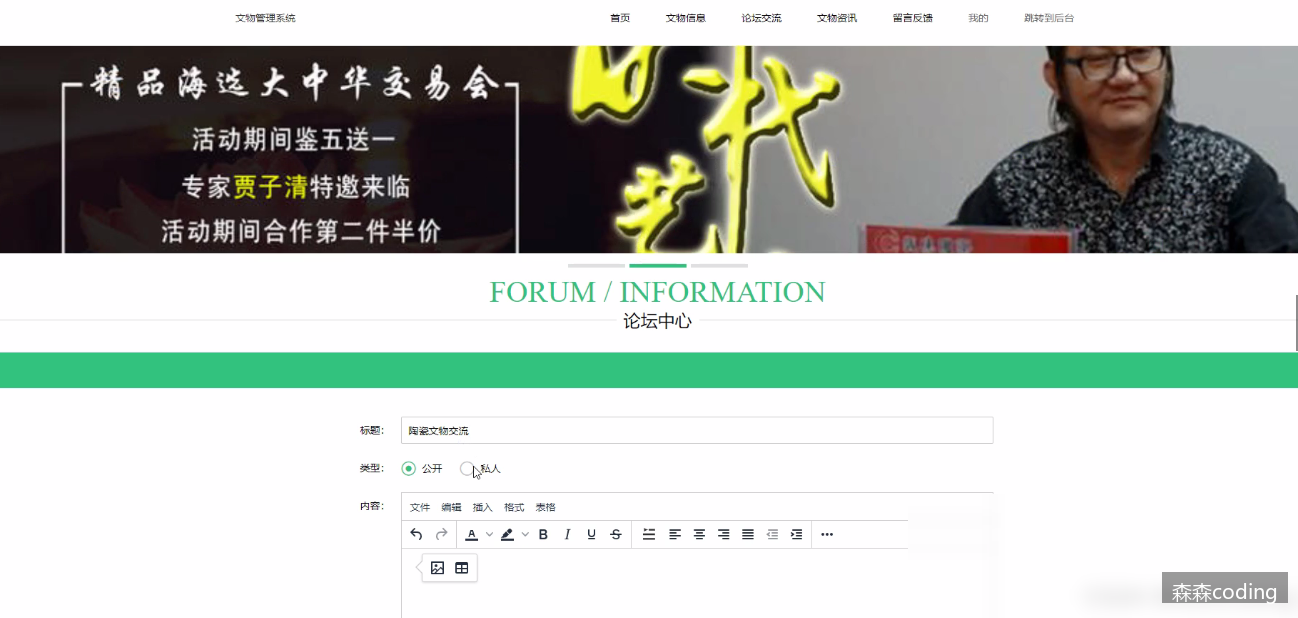 文物管理系统 首页 文物信息 论坛交流 文物资讯 留言反馈 我的 跳转到后台
精品海选大中华交易会
活动期间鉴五送一
专家贾子清特邀来临
活动期间合作第二件半价
时代
艺
FORUM / INFORMATION
论坛中心
标题： 陶瓷文物交流
类型： 公开 私人
内容： 文件 编辑 插入 格式 表格
A B I U S
森森coding